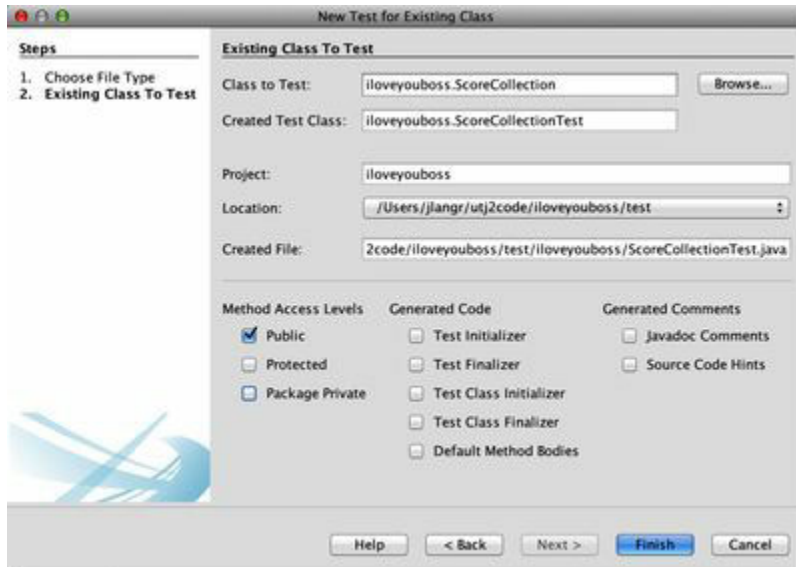 New Test for Existing Class
Steps
1. Choose File Type
2. Existing Class To Test
Existing Class To Test
Class to Test: iloveyouboss.ScoreCollection Browse...
Created Test Class: iloveyouboss.ScoreCollectionTest
Project: iloveyouboss
Location: /Users/jlangr/utj2code/iloveyouboss/test
Created File: 2code/iloveyouboss/test/iloveyouboss/ScoreCollectionTest.java
Method Access Levels Generated Code Generated Comments
Public Test Initializer Javadoc Comments
Protected Test Finalizer Source Code Hints
Package Private Test Class Initializer
Test Class Finalizer
Default Method Bodies
Help < Back Next > Finish Cancel